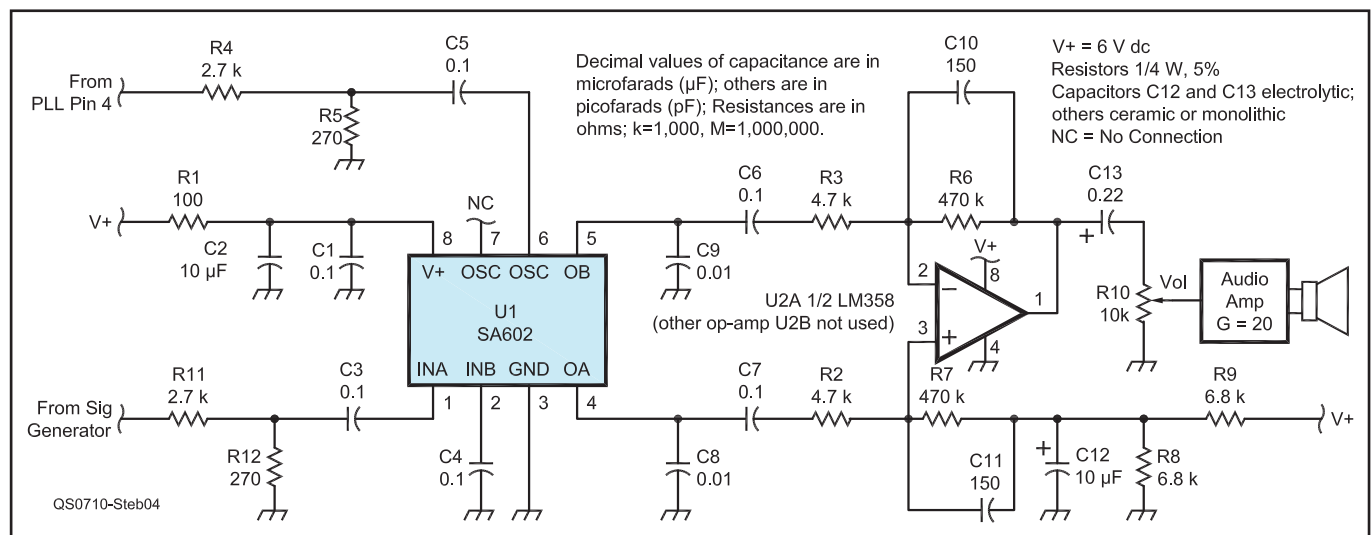 From
PLL Pin 4
R4
2.7 k
R5
270
C5
0.1
Decimal values of capacitance are in
microfarads (µF); others are in
picofarads (pF); Resistances are in
ohms; k=1,000, M=1,000,000.
C10
150
V+ = 6 V dc
Resistors 1/4 W, 5%
Capacitors C12 and C13 electrolytic;
others ceramic or monolithic
NC = No Connection
V+
R1
100
C2
10 µF
C1
0.1
NC
8
7
6
5
V+
OSC
OSC
OB
U1
SA602
INA
INB
GND
OA
1
2
3
4
C9
0.01
C6
0.1
R3
4.7 k
R6
470 k
C13
0.22
+
V+
8
2
−
3
+
1
4
U2A 1/2 LM358
(other op-amp U2B not used)
R10
10k
Vol
Audio
Amp
G = 20
From Sig
Generator
R11
2.7 k
R12
270
C3
0.1
C4
0.1
C8
0.01
C7
0.1
R2
4.7 k
R7
470 k
C11
150
+
C12
10 µF
R8
6.8 k
R9
6.8 k
V+
QS0710-Steb04